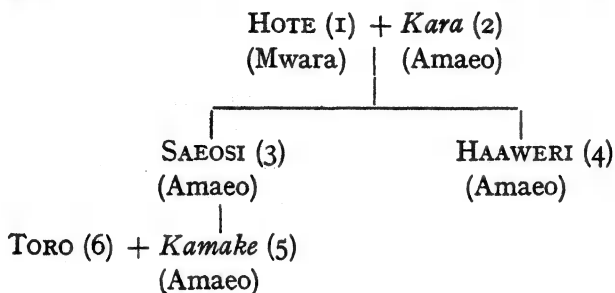 HOTE (1) + Kara (2)
(Mwara) (Amaeo)
SAEOSI (3) HAAWERI (4)
(Amaeo) (Amaeo)
TORO (6) + Kamake (5)
(Amaeo)